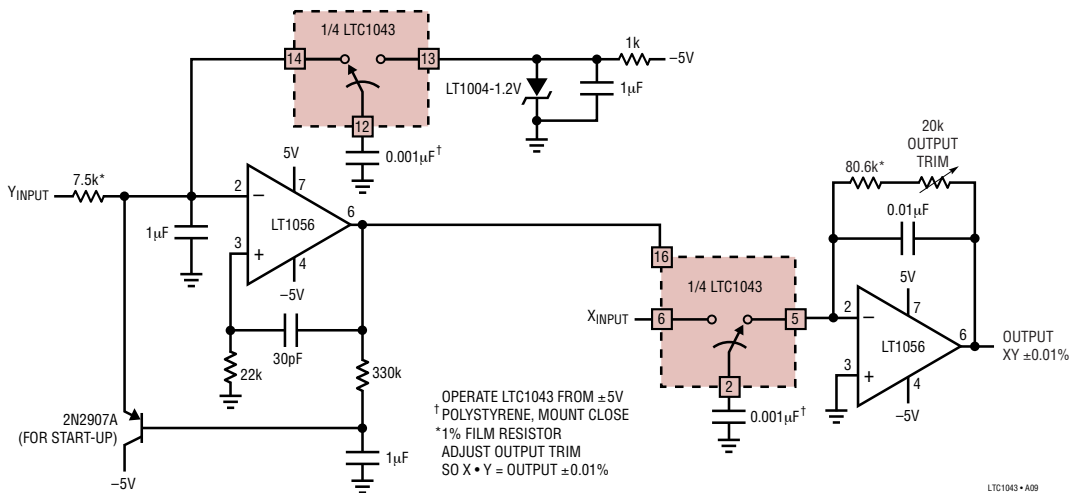 1/4 LTC1043
14
13
12
1k
–5V
LT1004-1.2V
1µF
0.001µF†
YINPUT
7.5k*
1µF
5V
2
7
–
LT1056
6
3
+
4
–5V
30pF
22k
330k
2N2907A
(FOR START-UP)
–5V
1µF
16
1/4 LTC1043
XINPUT
6
5
2
0.001µF†
20k
OUTPUT
TRIM
80.6k*
0.01µF
5V
2
7
–
LT1056
6
3
+
4
–5V
OUTPUT
XY ±0.01%
OPERATE LTC1043 FROM ±5V
†POLYSTYRENE, MOUNT CLOSE
*1% FILM RESISTOR
ADJUST OUTPUT TRIM
SO X • Y = OUTPUT ±0.01%
LTC1043 • A09